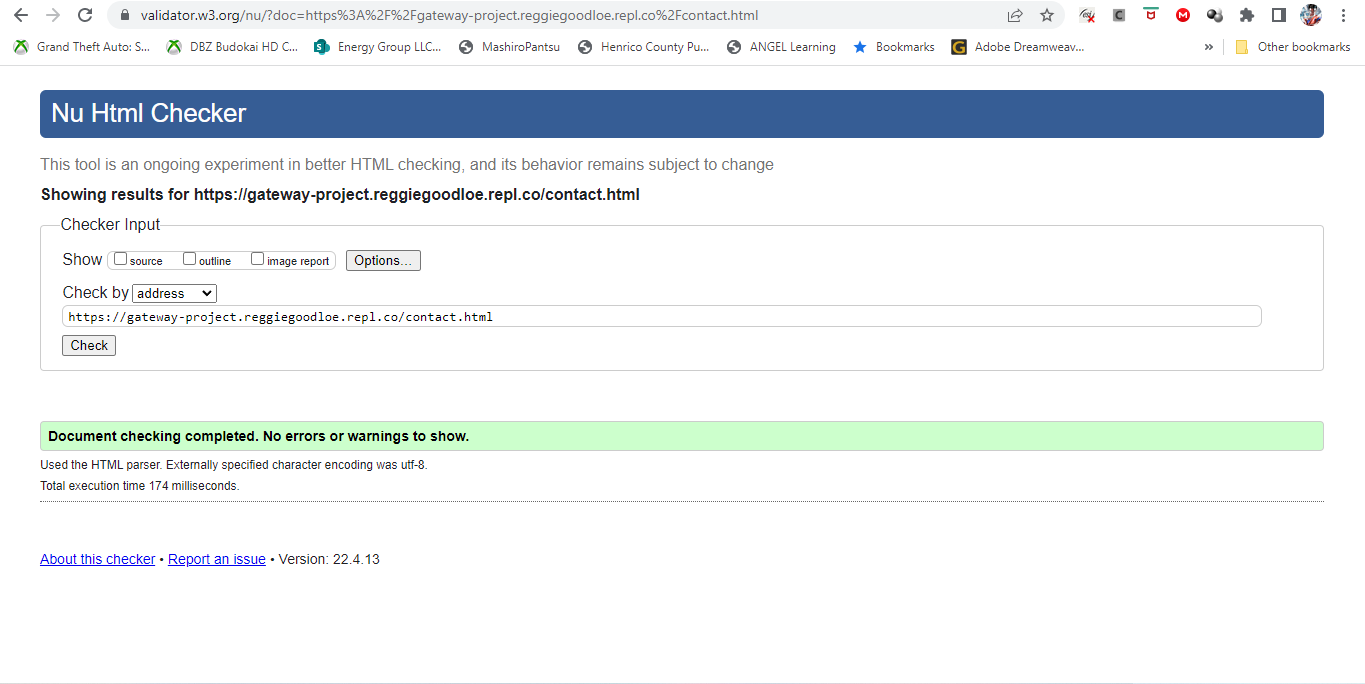 validator.w3.org/nu/?doc=https%3A%2F%2Fgateway-project.reggiegoodloe.repl.co%2Fcontact.html
Grand Theft Auto: S... DBZ Budokai HD C... Energy Group LLC... MashiroPantsu Henrico County Pu... ANGEL Learning Bookmarks Adobe Dreamweav... » Other bookmarks
Nu Html Checker
This tool is an ongoing experiment in better HTML checking, and its behavior remains subject to change
Showing results for https://gateway-project.reggiegoodloe.repl.co/contact.html
Checker Input
Show source outline image report Options...
Check by address
https://gateway-project.reggiegoodloe.repl.co/contact.html
Check
Document checking completed. No errors or warnings to show.
Used the HTML parser. Externally specified character encoding was utf-8.
Total execution time 174 milliseconds.
About this checker • Report an issue • Version: 22.4.13